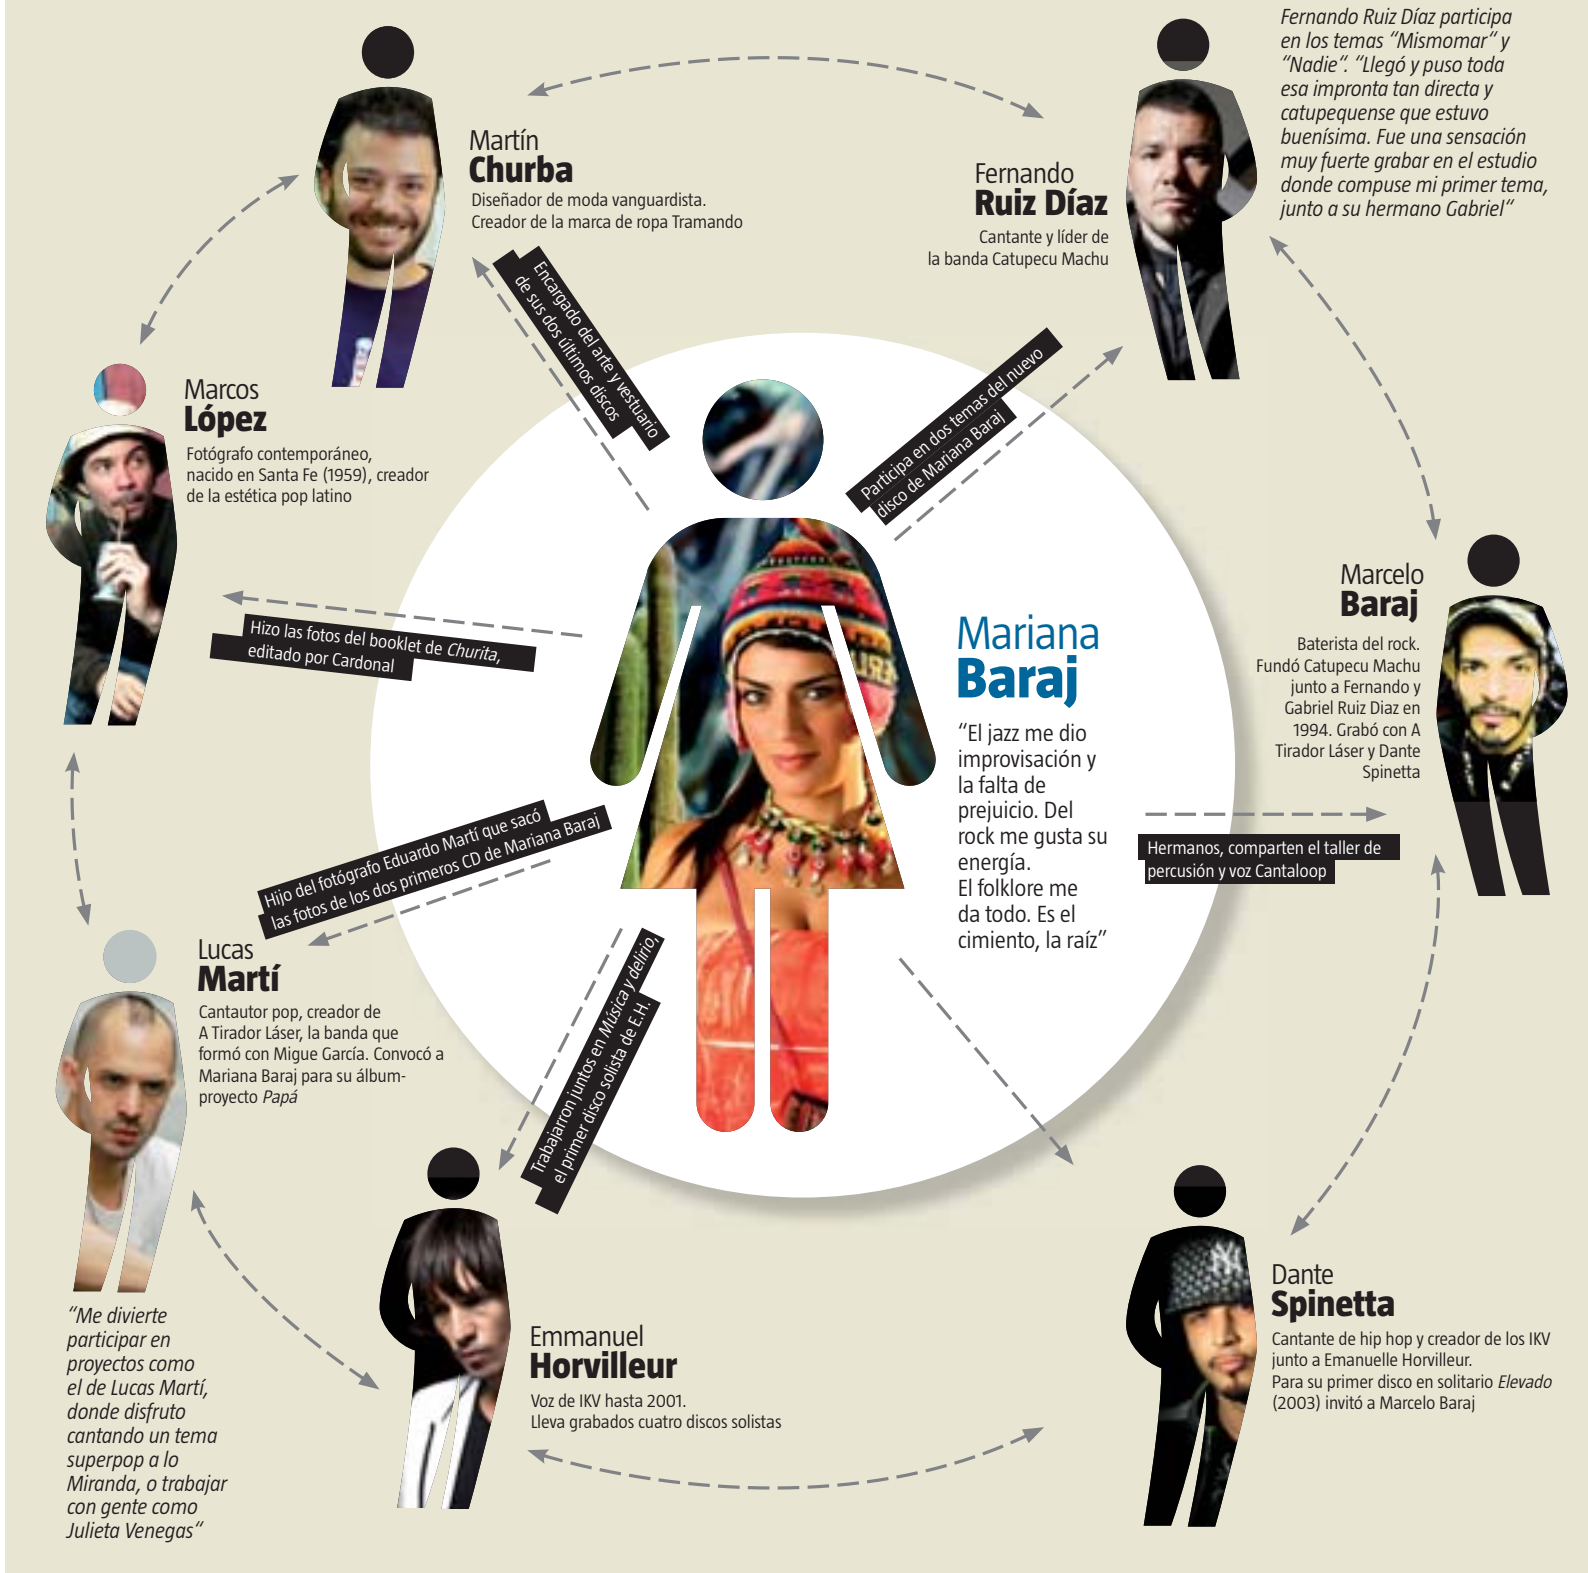 Fernando Ruiz Díaz participa
en los temas “Mismomar“ y
“Nadie“. “Llegó y puso toda
esa impronta tan directa y
catupequense que estuvo
buenísima. Fue una sensación
muy fuerte grabar en el estudio
donde compuse mi primer tema,
junto a su hermano Gabriel“
Martín
Churba
Diseñador de moda vanguardista.
Creador de la marca de ropa Tramando
Fernando
Ruiz Díaz
Cantante y líder de
la banda Catupecu Machu
Encargado del arte y vestuario
de sus dos últimos discos
Participa en dos temas del nuevo
disco de Mariana Baraj
Marcos
López
Fotógrafo contemporáneo,
nacido en Santa Fe (1959), creador
de la estética pop latino
Hizo las fotos del booklet de Churita,
editado por Cardonal
Mariana
Baraj
“El jazz me dio
improvisación y
la falta de
prejuicio. Del
rock me gusta su
energía.
El folklore me
da todo. Es el
cimiento, la raíz”
Marcelo
Baraj
Baterista del rock.
Fundó Catupecu Machu
junto a Fernando y
Gabriel Ruiz Diaz en
1994. Grabó con A
Tirador Láser y Dante
Spinetta
Hermanos, comparten el taller de
percusión y voz Cantaloop
Hijo del fotógrafo Eduardo Martí que sacó
las fotos de los dos primeros CD de Mariana Baraj
Lucas
Martí
Cantautor pop, creador de
A Tirador Láser, la banda que
formó con Migue García. Convocó a
Mariana Baraj para su álbum-
proyecto Papá
Trabajarron juntos en Música y delirio,
el primer disco solista de E.H.
“Me divierte
participar en
proyectos como
el de Lucas Martí,
donde disfruto
cantando un tema
superpop a lo
Miranda, o trabajar
con gente como
Julieta Venegas“
Emmanuel
Horvilleur
Voz de IKV hasta 2001.
Lleva grabados cuatro discos solistas
Dante
Spinetta
Cantante de hip hop y creador de los IKV
junto a Emanuelle Horvilleur.
Para su primer disco en solitario Elevado
(2003) invitó a Marcelo Baraj